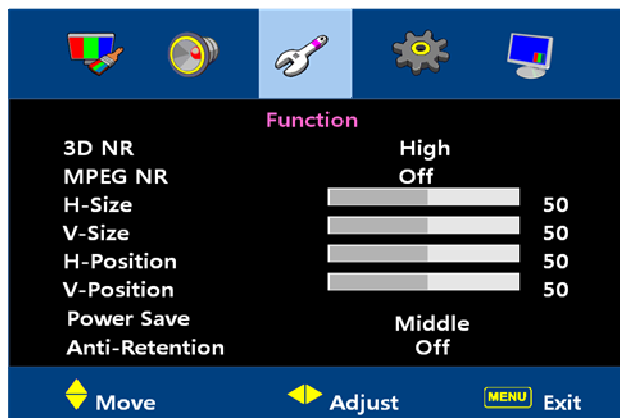 Function
3D NR High
MPEG NR Off
H-Size 50
V-Size 50
H-Position 50
V-Position 50
Power Save Middle
Anti-Retention Off
Move Adjust MENU Exit